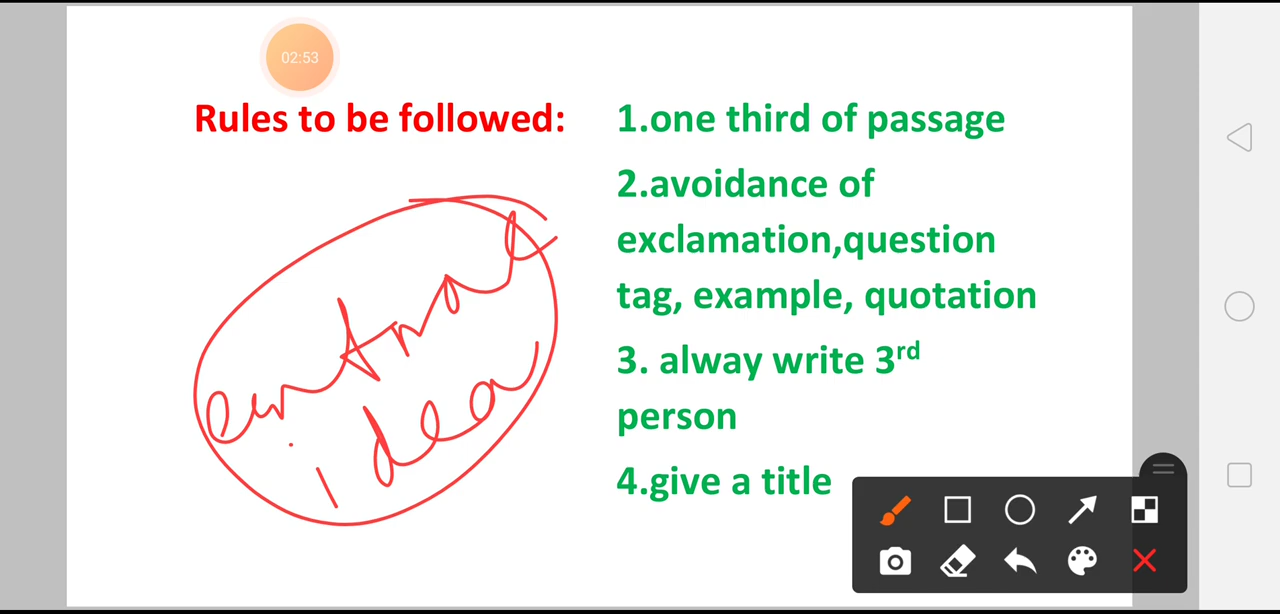 02:53
Rules to be followed:
1.one third of passage
2.avoidance of
exclamation,question
tag, example, quotation
3. alway write 3rd
person
4.give a title
central
idea